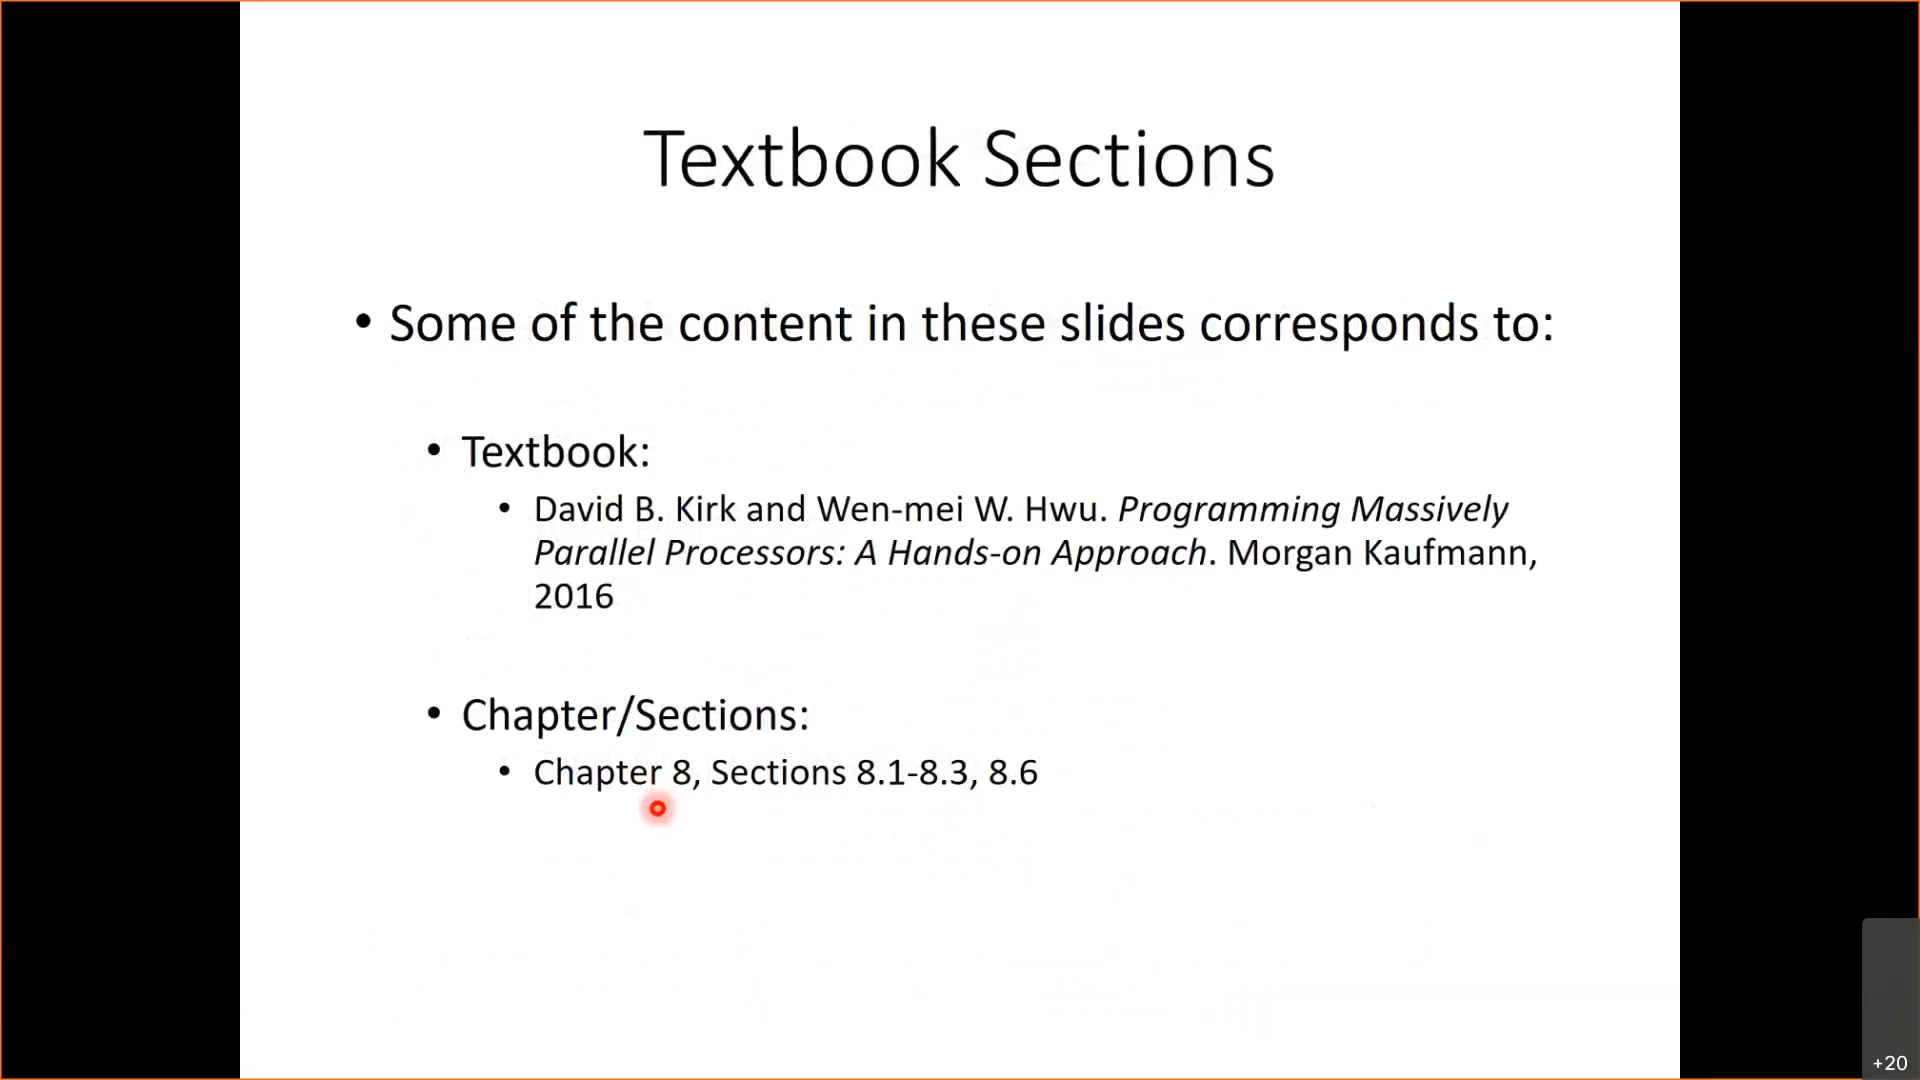 Textbook Sections
• Some of the content in these slides corresponds to:
• Textbook:
• David B. Kirk and Wen-mei W. Hwu. Programming Massively
Parallel Processors: A Hands-on Approach. Morgan Kaufmann,
2016
• Chapter/Sections:
• Chapter 8, Sections 8.1-8.3, 8.6
+20